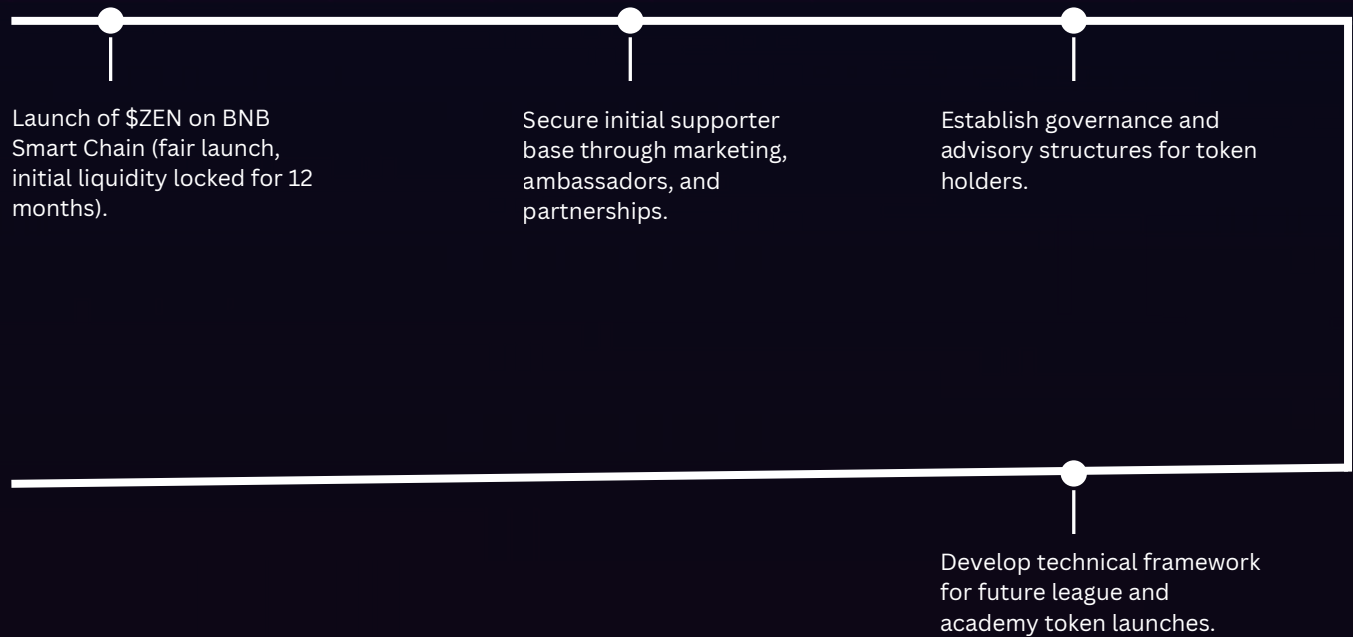 Launch of $ZEN on BNB
Smart Chain (fair launch,
initial liquidity locked for 12
months).
Secure initial supporter
base through marketing,
ambassadors, and
partnerships.
Establish governance and
advisory structures for token
holders.
Develop technical framework
for future league and
academy token launches.